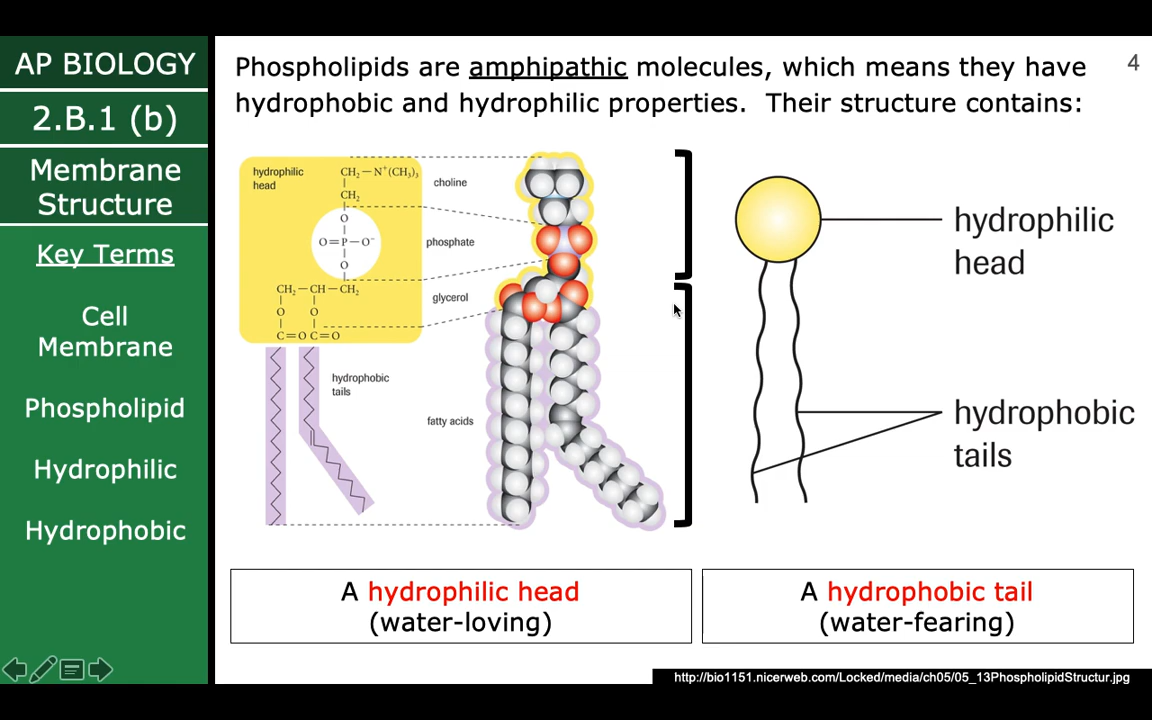 AP BIOLOGY
2.B.1 (b)
Membrane
Structure
Key Terms
Cell
Membrane
Phospholipid
Hydrophilic
Hydrophobic
Phospholipids are amphipathic molecules, which means they have
hydrophobic and hydrophilic properties. Their structure contains:
4
hydrophilic
head
CH₂—N⁺(CH₃)₃
CH₂
O
O=P—O⁻
O
CH₂—CH—CH₂
O O
C=O C=O
choline
phosphate
glycerol
hydrophobic
tails
fatty acids
hydrophilic
head
hydrophobic
tails
A hydrophilic head
(water-loving)
A hydrophobic tail
(water-fearing)
http://bio1151.nicerweb.com/Locked/media/ch05/05_13PhospholipidStructur.jpg